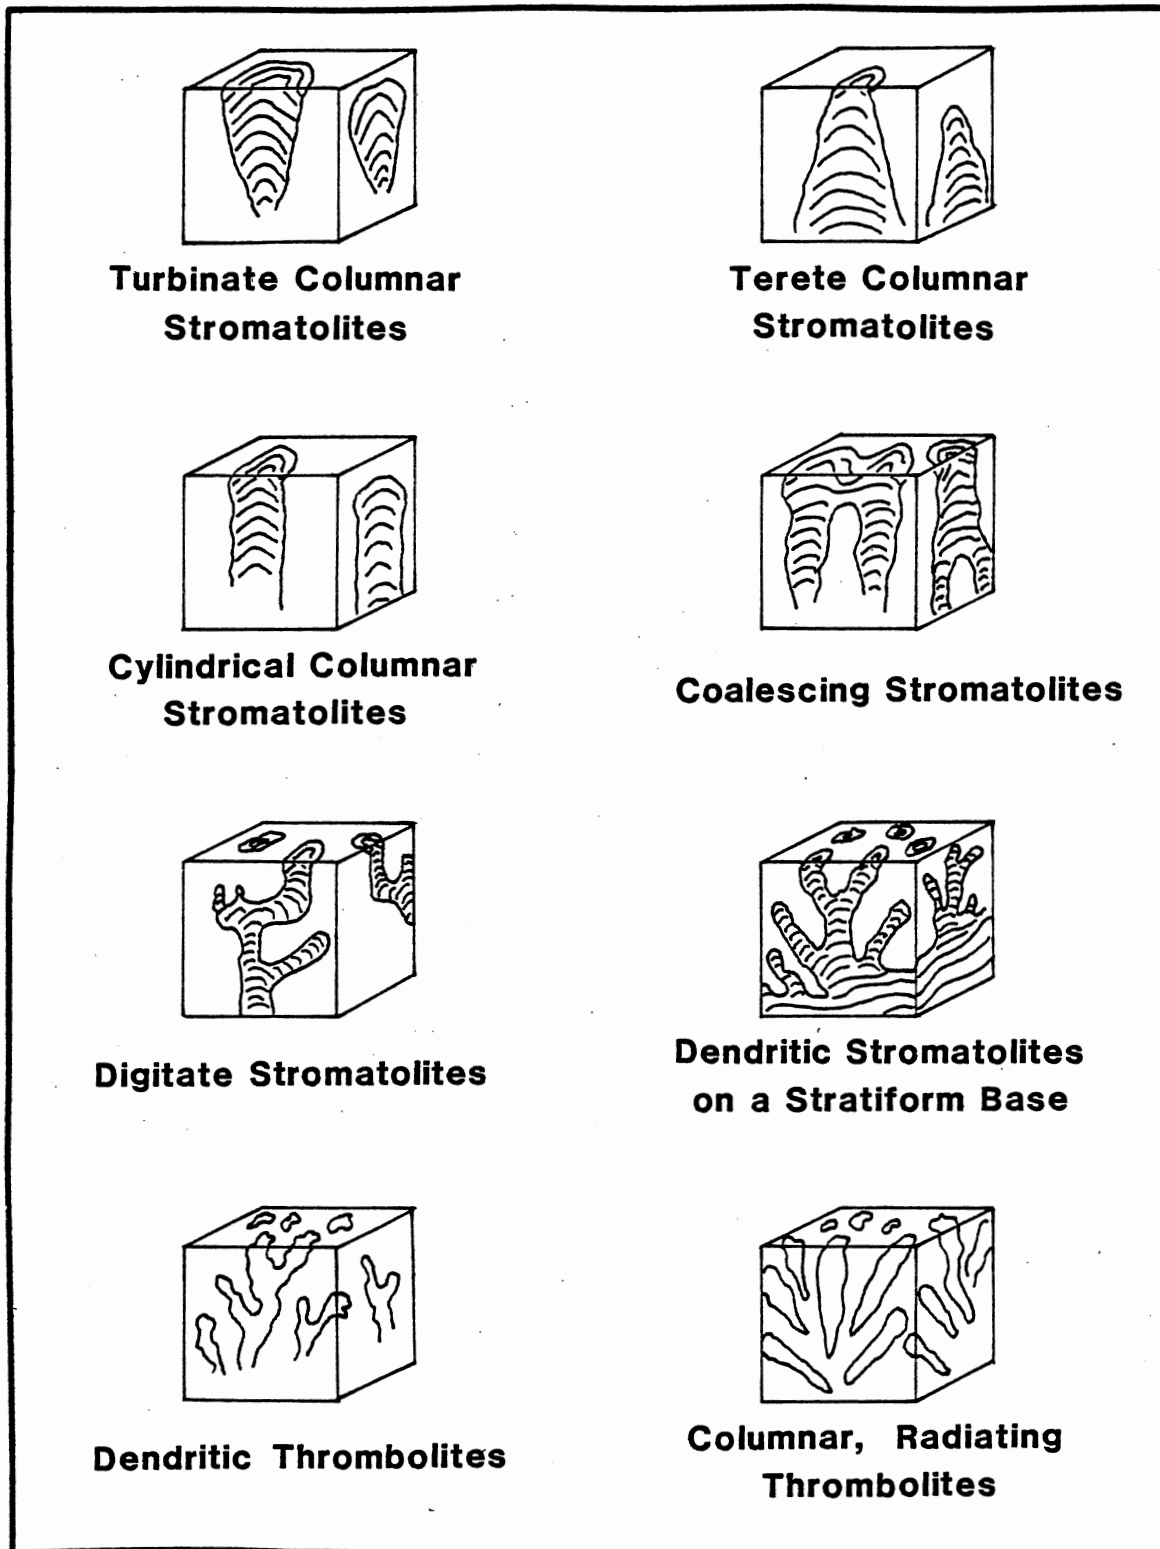 Turbinate Columnar
Stromatolites
Terete Columnar
Stromatolites
Cylindrical Columnar
Stromatolites
Coalescing Stromatolites
Digitate Stromatolites
Dendritic Stromatolites
on a Stratiform Base
Dendritic Thrombolites
Columnar, Radiating
Thrombolites